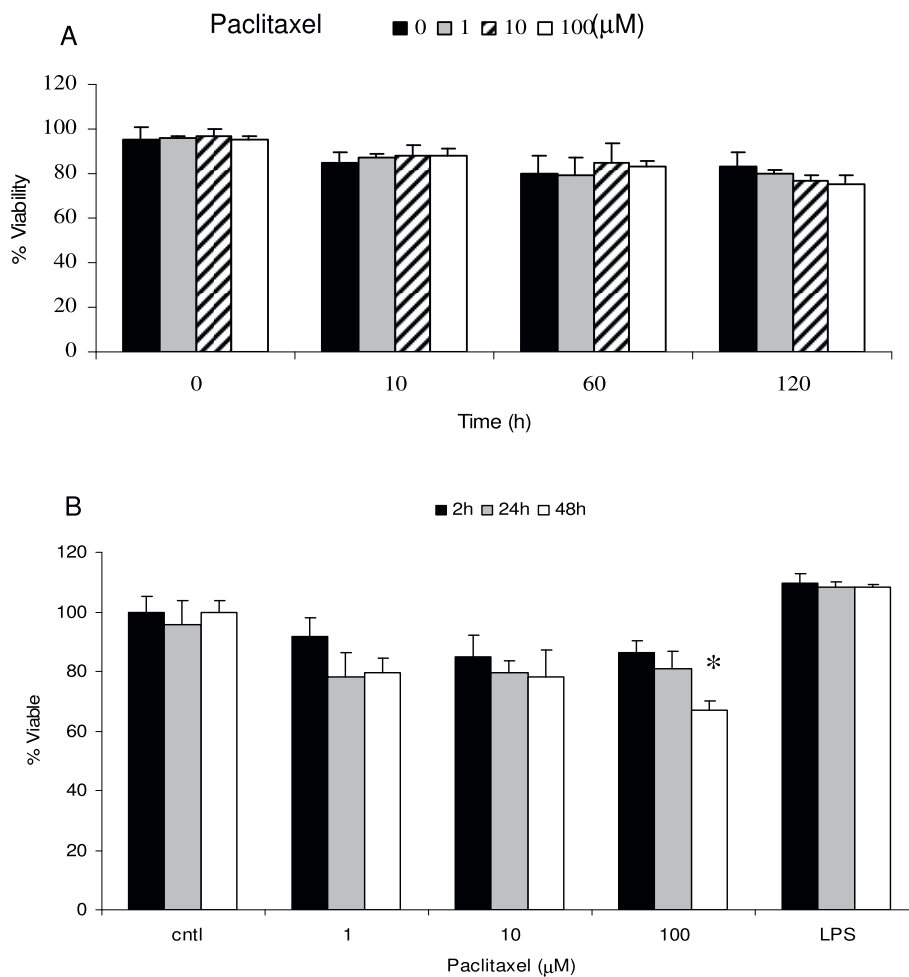 A
Paclitaxel 0 1 10 100(μM)
120
100
80
60
40
20
0
% Viability
0 10 60 120
Time (h)
B
2h 24h 48h
120
100
80
60
40
20
0
% Viable
*
cntl 1 10 100 LPS
Paclitaxel (μM)